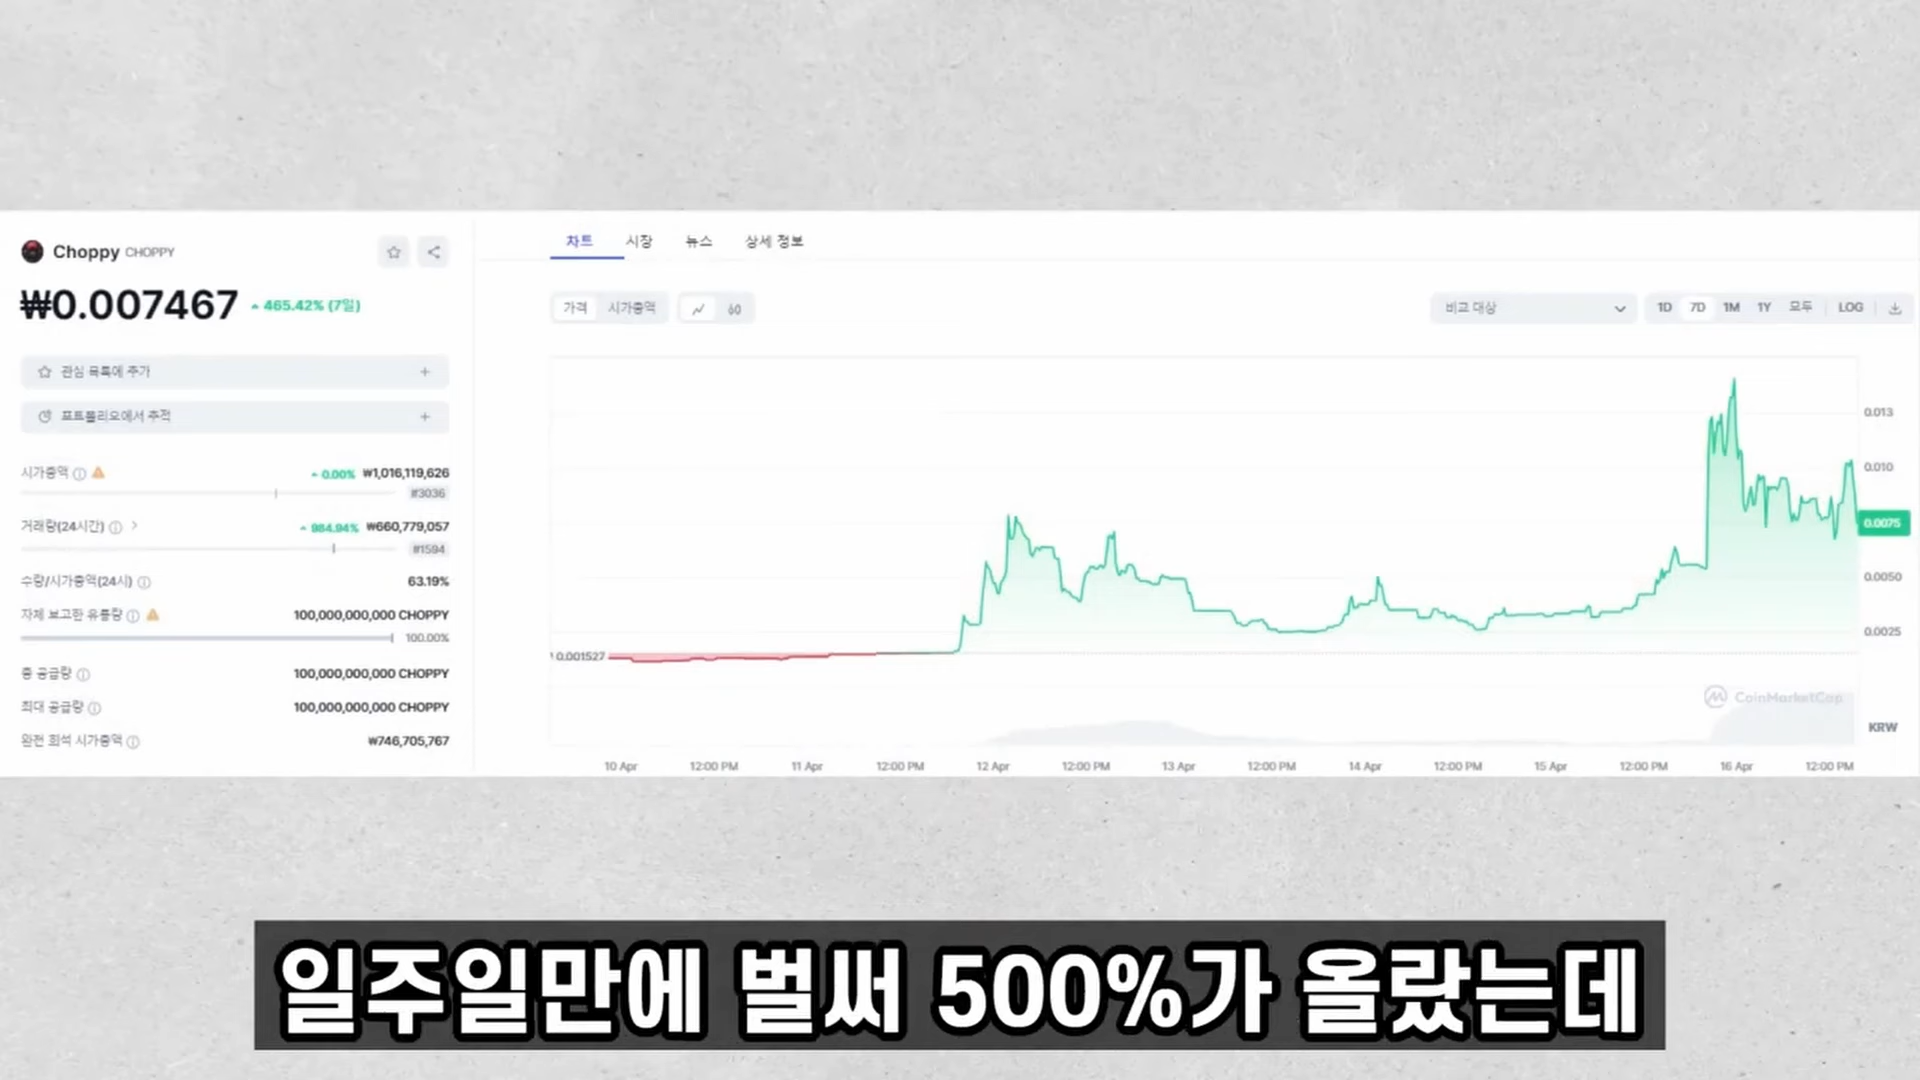 Choppy CHOPPY
₩0.007467 465.42% (7일)
관심 목록에 추가
포트폴리오에서 추적
시가총액 0.00% ₩1,016,119,626
#3036
거래량(24시간) 984.94% ₩660,779,057
#1594
수량/시가총액(24시) 63.19%
자체 보고한 유통량 100,000,000,000 CHOPPY
100.00%
총 공급량 100,000,000,000 CHOPPY
최대 공급량 100,000,000,000 CHOPPY
완전 희석 시가총액 ₩746,705,767
차트 시장 뉴스 상세 정보
가격 시가총액
비교 대상
1D 7D 1M 1Y 모두 LOG
0.013
0.010
0.0075
0.0050
0.0025
0.001527
CoinMarketCap
KRW
10 Apr 12:00 PM 11 Apr 12:00 PM 12 Apr 12:00 PM 13 Apr 12:00 PM 14 Apr 12:00 PM 15 Apr 12:00 PM 16 Apr 12:00 PM
일주일만에 벌써 500%가 올랐는데